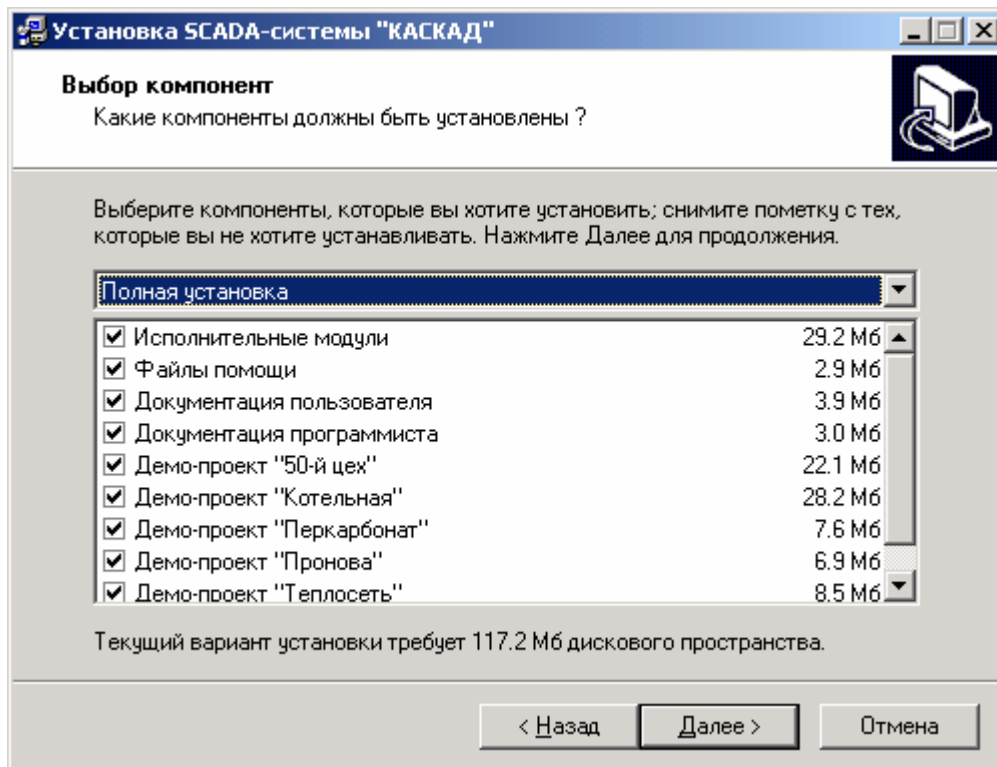 Установка SCADA-системы "КАСКАД"
Выбор компонент
Какие компоненты должны быть установлены ?
Выберите компоненты, которые вы хотите установить; снимите пометку с тех,
которые вы не хотите устанавливать. Нажмите Далее для продолжения.
Полная установка
Исполнительные модули 29.2 Мб
Файлы помощи 2.9 Мб
Документация пользователя 3.9 Мб
Документация программиста 3.0 Мб
Демо-проект "50-й цех" 22.1 Мб
Демо-проект "Котельная" 28.2 Мб
Демо-проект "Перкарбонат" 7.6 Мб
Демо-проект "Пронова" 6.9 Мб
Демо-проект "Теплосеть" 8.5 Мб
Текущий вариант установки требует 117.2 Мб дискового пространства.
< Назад Далее > Отмена